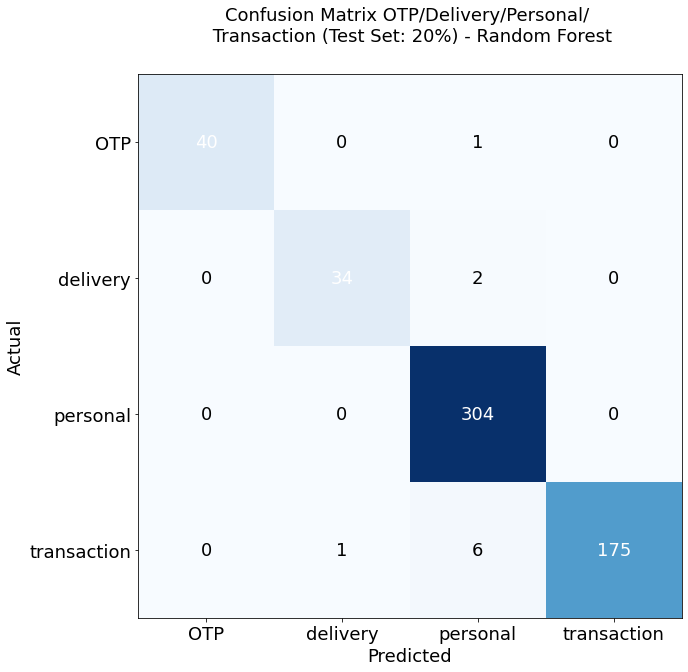 Confusion Matrix OTP/Delivery/Personal/
Transaction (Test Set: 20%) - Random Forest
Actual
OTP 40 0 1 0
delivery 0 34 2 0
personal 0 0 304 0
transaction 0 1 6 175
OTP delivery personal transaction
Predicted